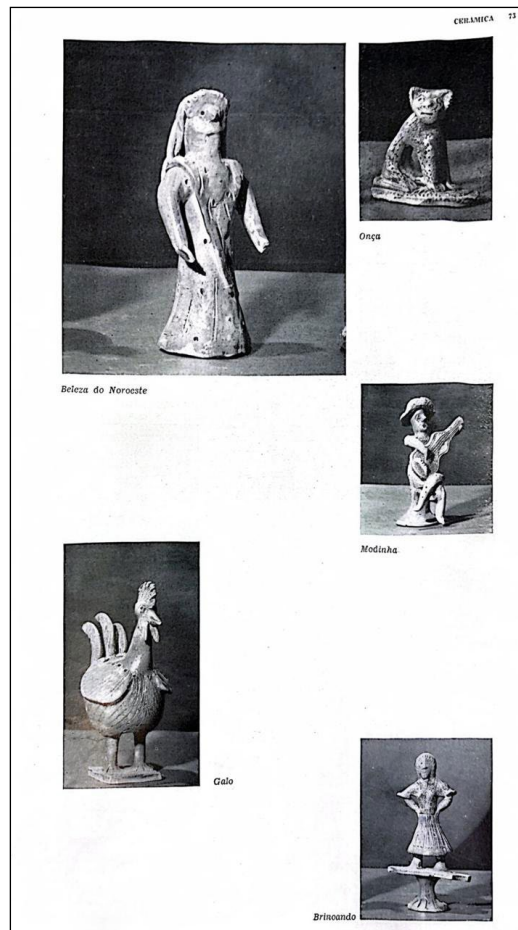 CERÂMICA 73
Onça
Beleza do Noroeste
Modinha
Galo
Brincando